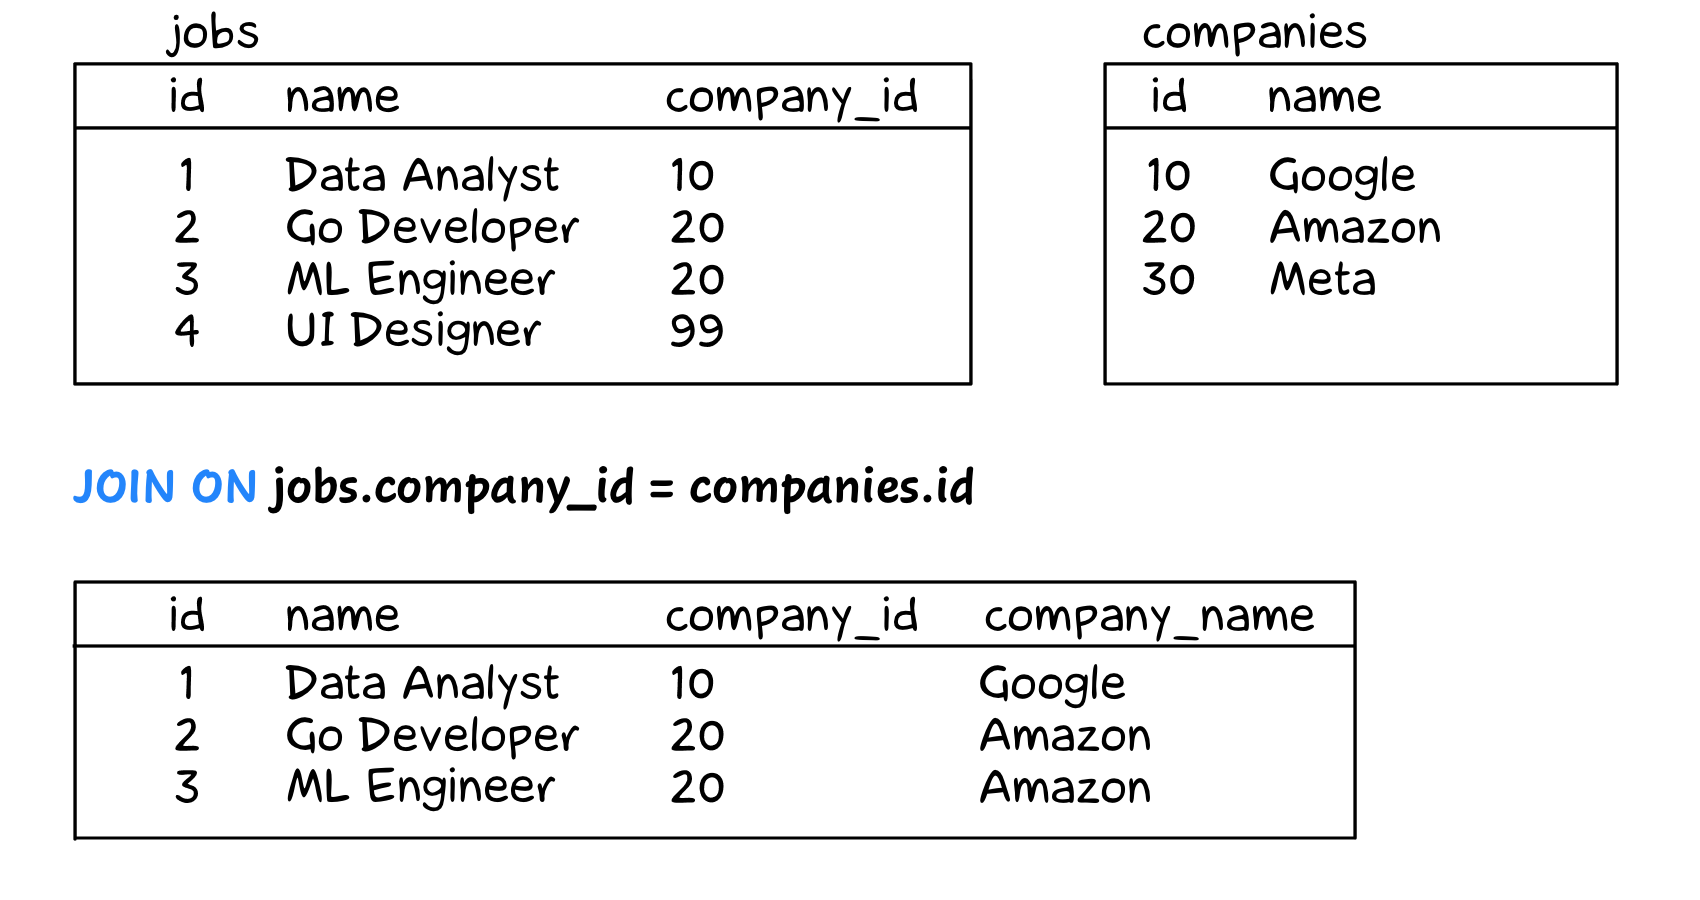 jobs
id name company_id
1 Data Analyst 10
2 Go Developer 20
3 ML Engineer 20
4 UI Designer 99
companies
id name
10 Google
20 Amazon
30 Meta
JOIN ON jobs.company_id = companies.id
id name company_id company_name
1 Data Analyst 10 Google
2 Go Developer 20 Amazon
3 ML Engineer 20 Amazon